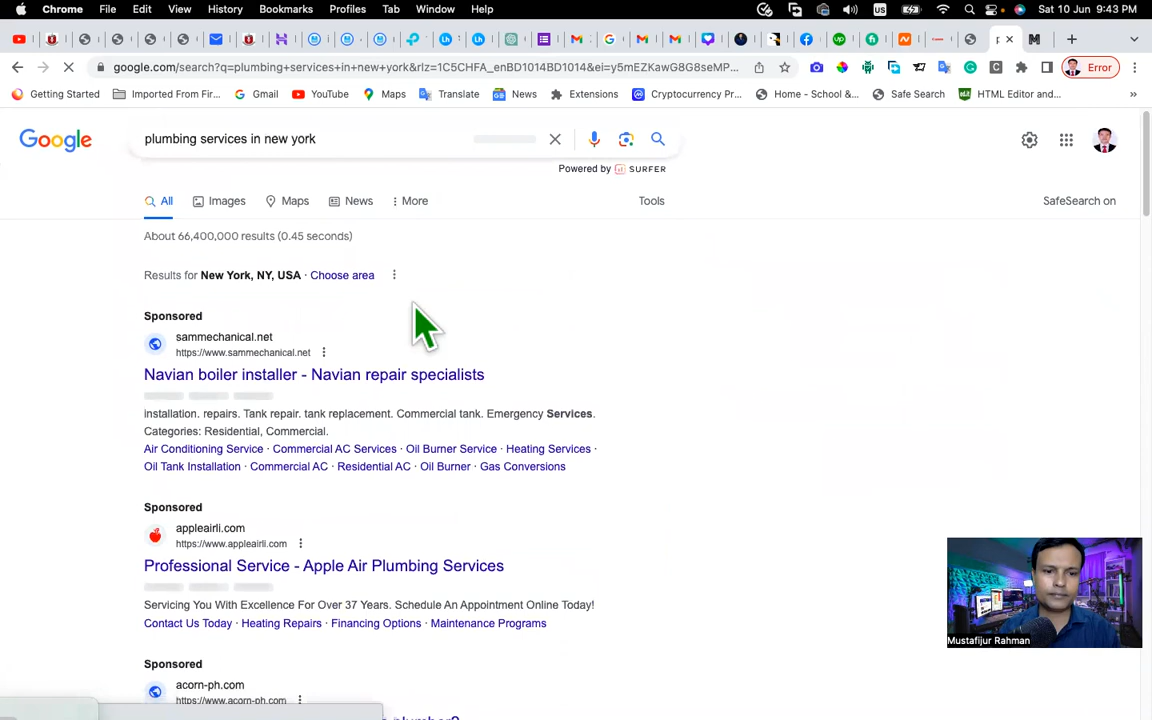 Chrome File Edit View History Bookmarks Profiles Tab Window Help US Sat 10 Jun 9:43 PM
google.com/search?q=plumbing+services+in+new+york&rlz=1C5CHFA_enBD1014BD1014&ei=y5mEZKawG8G8seMP... Error
Getting Started Imported From Fir... Gmail YouTube Maps Translate News Extensions Cryptocurrency Pr... Home - School &... Safe Search HTML Editor and... »
Google plumbing services in new york
Powered by SURFER
All Images Maps News More Tools SafeSearch on
About 66,400,000 results (0.45 seconds)
Results for New York, NY, USA · Choose area
Sponsored
sammechanical.net
https://www.sammechanical.net
Navian boiler installer - Navian repair specialists
installation. repairs. Tank repair. tank replacement. Commercial tank. Emergency Services.
Categories: Residential, Commercial.
Air Conditioning Service · Commercial AC Services · Oil Burner Service · Heating Services ·
Oil Tank Installation · Commercial AC · Residential AC · Oil Burner · Gas Conversions
Sponsored
appleairli.com
https://www.appleairli.com
Professional Service - Apple Air Plumbing Services
Servicing You With Excellence For Over 37 Years. Schedule An Appointment Online Today!
Contact Us Today · Heating Repairs · Financing Options · Maintenance Programs
Mustafijur Rahman
Sponsored
acorn-ph.com
https://www.acorn-ph.com